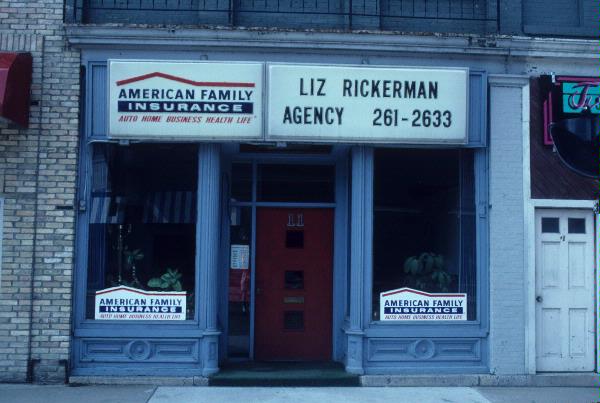 AMERICAN FAMILY
INSURANCE
AUTO HOME BUSINESS HEALTH LIFE
LIZ RICKERMAN
AGENCY 261-2633
11
AMERICAN FAMILY
INSURANCE
AUTO HOME BUSINESS HEALTH LIFE
AMERICAN FAMILY
INSURANCE
AUTO HOME BUSINESS HEALTH LIFE